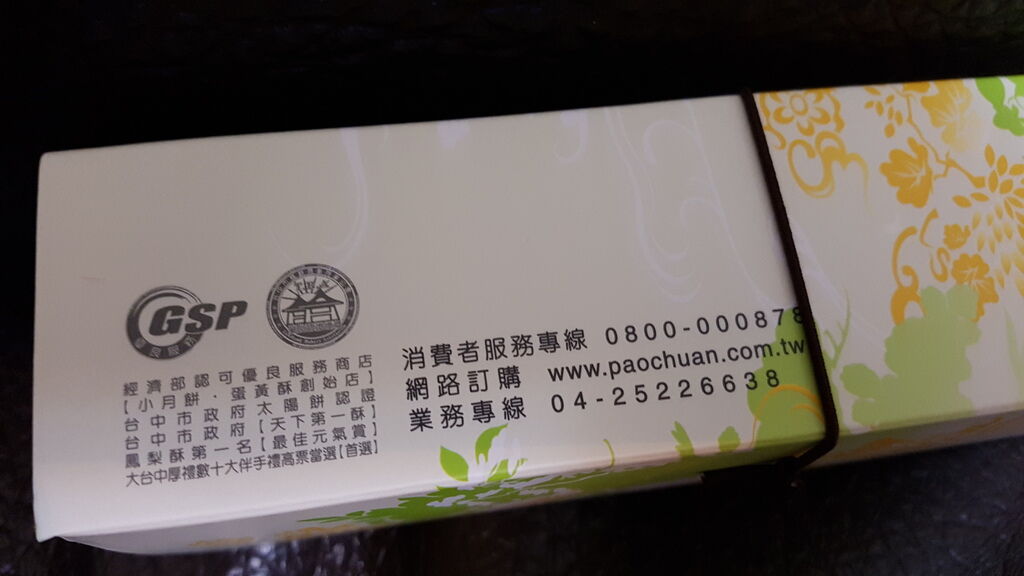 GSP
優良服務
經濟部認可優良服務商店
【小月餅．蛋黃酥創始店】
台中市政府太陽餅認證
台中市政府【天下第一酥】
鳳梨酥第一名【最佳元氣賞】
大台中厚禮數十大伴手禮高票當選【首選】
消費者服務專線 0800-000878
網路訂購 www.paochuan.com.tw
業務專線 04-25226638